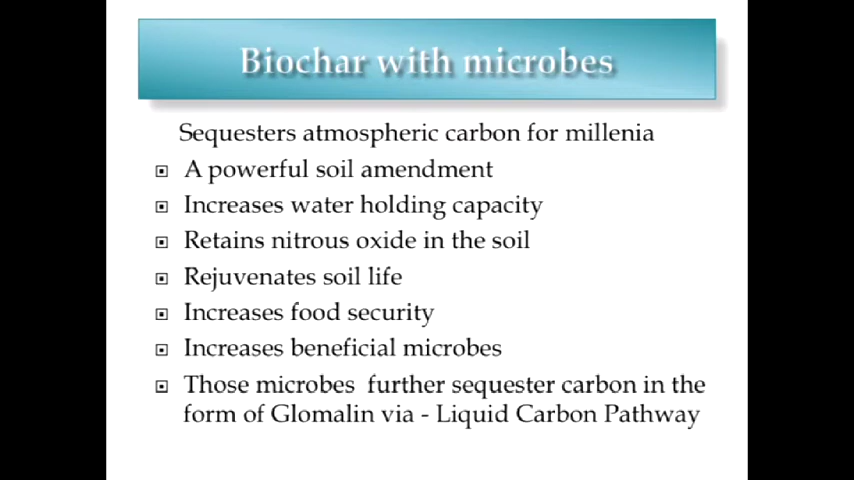 Biochar with microbes
Sequesters atmospheric carbon for millenia
A powerful soil amendment
Increases water holding capacity
Retains nitrous oxide in the soil
Rejuvenates soil life
Increases food security
Increases beneficial microbes
Those microbes further sequester carbon in the
form of Glomalin via - Liquid Carbon Pathway